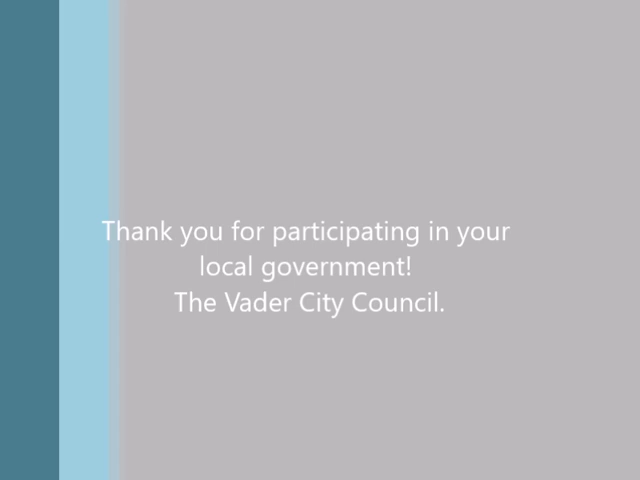 Thank you for participating in your
local government!
The Vader City Council.